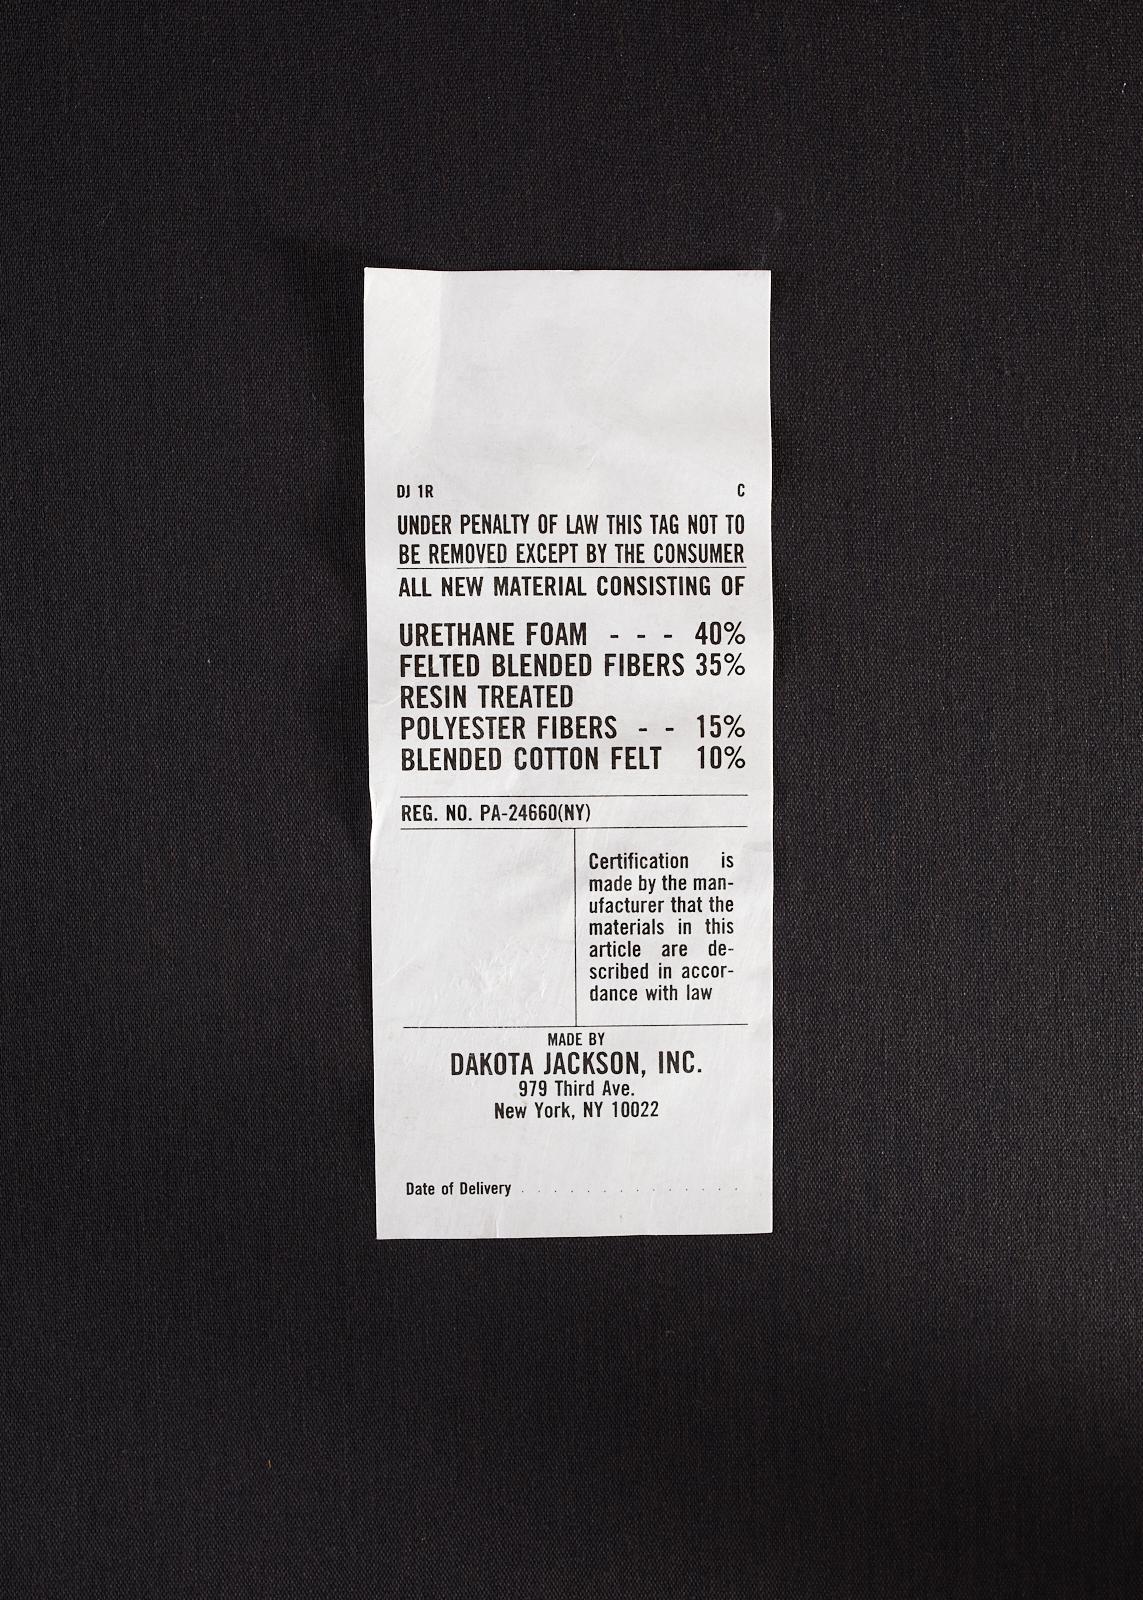 DJ 1R C
UNDER PENALTY OF LAW THIS TAG NOT TO
BE REMOVED EXCEPT BY THE CONSUMER
ALL NEW MATERIAL CONSISTING OF
URETHANE FOAM - - - 40%
FELTED BLENDED FIBERS 35%
RESIN TREATED
POLYESTER FIBERS - - 15%
BLENDED COTTON FELT 10%
REG. NO. PA-24660(NY)
Certification is
made by the man-
ufacturer that the
materials in this
article are de-
scribed in accor-
dance with law
MADE BY
DAKOTA JACKSON, INC.
979 Third Ave.
New York, NY 10022
Date of Delivery . . . . . . . . . . . . . .